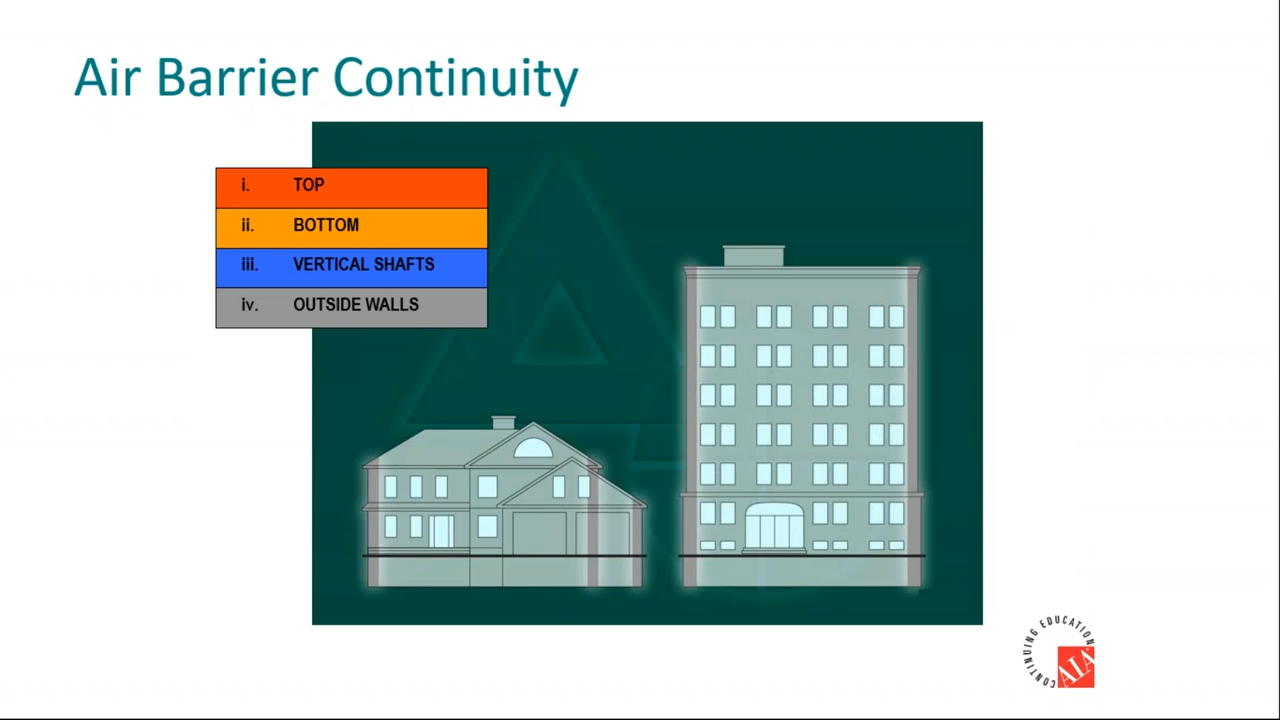 Air Barrier Continuity
i. TOP
ii. BOTTOM
iii. VERTICAL SHAFTS
iv. OUTSIDE WALLS
CONTINUING EDUCATION
AIA